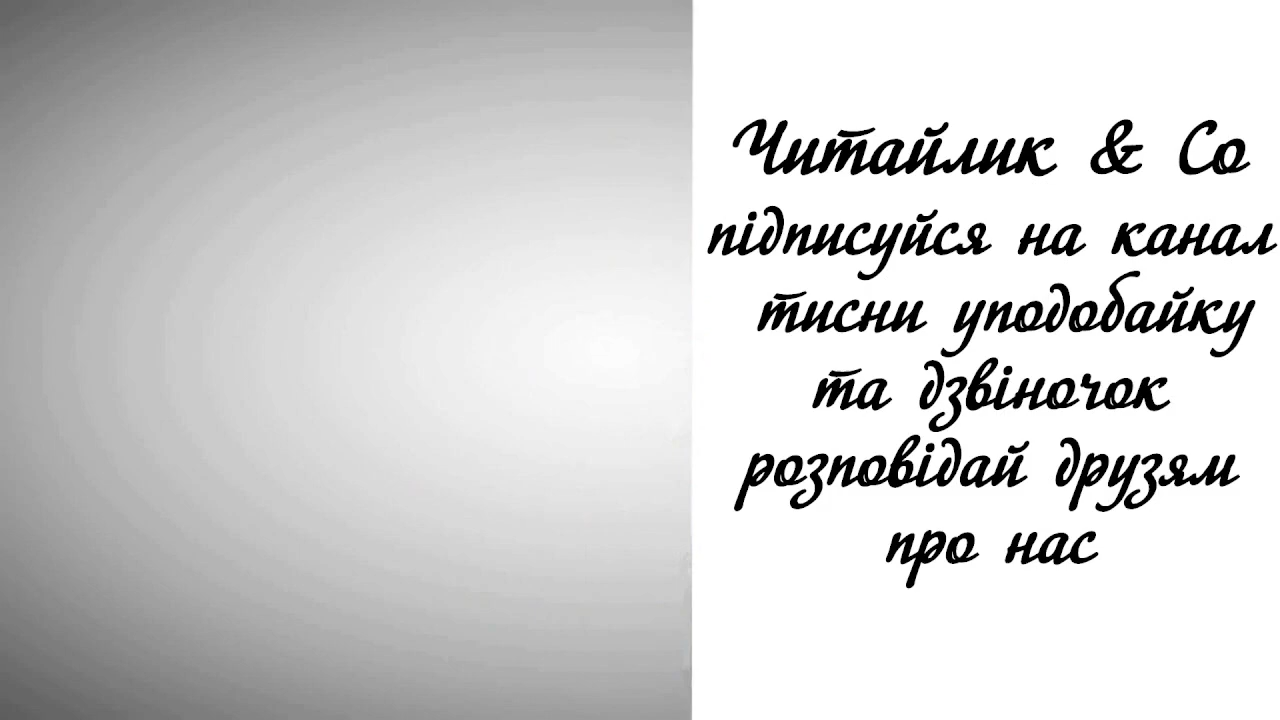 Читайлик & Co
підписуйся на канал
тисни уподобайку
та дзвіночок
розповідай друзям
про нас